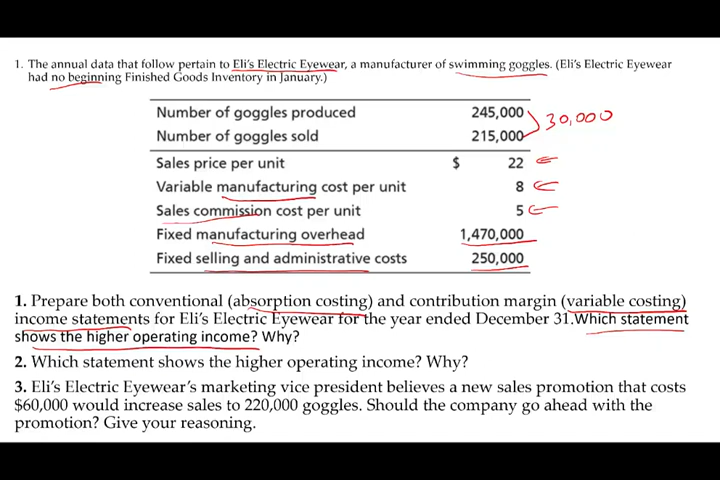 1. The annual data that follow pertain to Eli's Electric Eyewear, a manufacturer of swimming goggles. (Eli's Electric Eyewear
had no beginning Finished Goods Inventory in January.)
Number of goggles produced 245,000
30,000
Number of goggles sold 215,000
Sales price per unit $ 22
Variable manufacturing cost per unit 8
Sales commission cost per unit 5
Fixed manufacturing overhead 1,470,000
Fixed selling and administrative costs 250,000
1. Prepare both conventional (absorption costing) and contribution margin (variable costing)
income statements for Eli's Electric Eyewear for the year ended December 31.Which statement
shows the higher operating income? Why?
2. Which statement shows the higher operating income? Why?
3. Eli's Electric Eyewear's marketing vice president believes a new sales promotion that costs
$60,000 would increase sales to 220,000 goggles. Should the company go ahead with the
promotion? Give your reasoning.